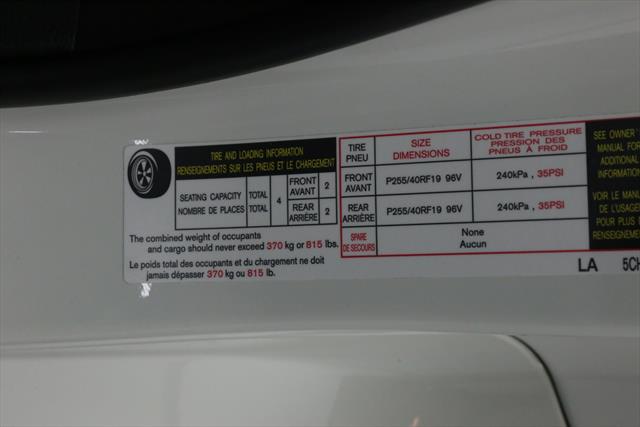 TIRE AND LOADING INFORMATION
RENSEIGNEMENTS SUR LES PNEUS ET LE CHARGEMENT
SEATING CAPACITY TOTAL 4 FRONT 2
NOMBRE DE PLACES TOTAL AVANT
REAR 2
ARRIÈRE
The combined weight of occupants
and cargo should never exceed 370 kg or 815 lbs.
Le poids total des occupants et du chargement ne doit
jamais dépasser 370 kg ou 815 lb.
TIRE SIZE COLD TIRE PRESSURE
PNEU DIMENSIONS PRESSION DES
PNEUS À FROID
FRONT P255/40RF19 96V 240kPa , 35PSI
AVANT
REAR P255/40RF19 96V 240kPa , 35PSI
ARRIÈRE
SPARE None
DE SECOURS Aucun
SEE OWNER'
MANUAL FOR
ADDITIONAL
INFORMATION
VOIR LE MANUE
DE L'USAGE
POUR PLUS D
RENSEIGNEME
LA 5CH